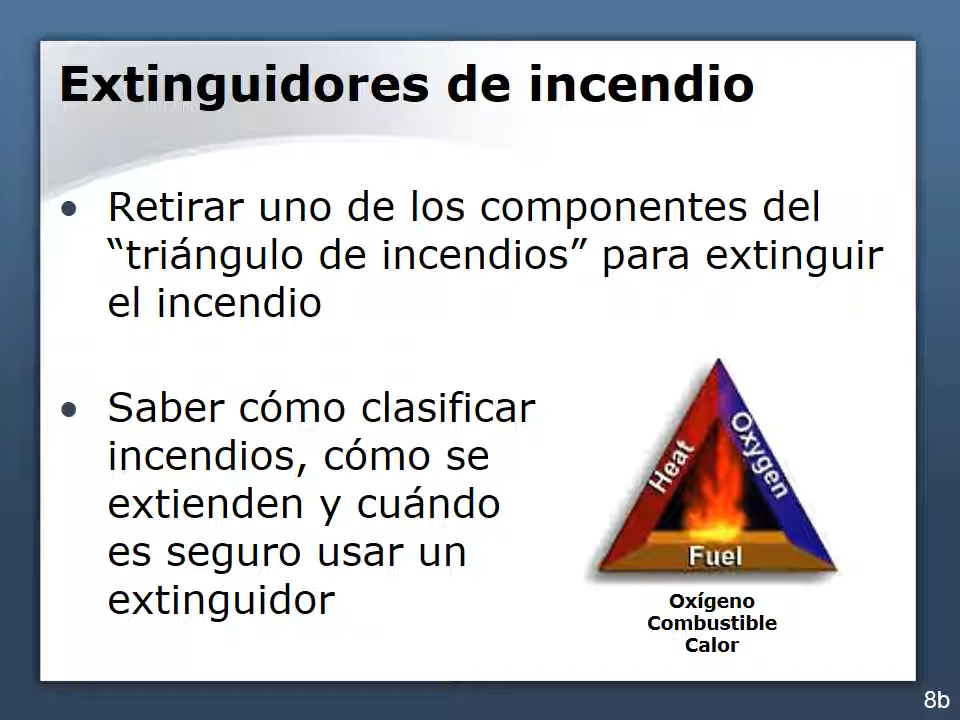 Extinguidores de incendio
• Retirar uno de los componentes del
“triángulo de incendios” para extinguir
el incendio
• Saber cómo clasificar
incendios, cómo se
extienden y cuándo
es seguro usar un
extinguidor
Heat
Oxygen
Fuel
Oxígeno
Combustible
Calor
8b